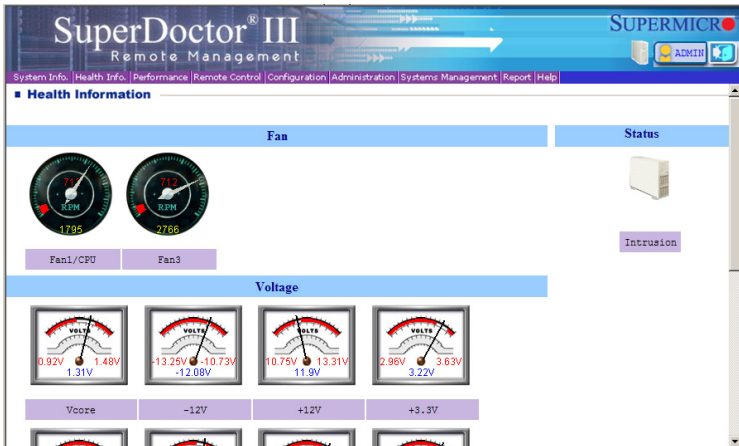 SuperDoctor® III
Remote Management
SUPERMICR
ADMIN
System Info. Health Info. Performance Remote Control Configuration Administration Systems Management Report Help
Health Information
Fan
Status
712 712
RPM RPM
1795 2766
Fan1/CPU Fan3
Intrusion
Voltage
VOLTS VOLTS VOLTS VOLTS
0.92V 1.48V -13.25V -10.73V 10.75V 13.31V 2.96V 3.63V
1.31V -12.08V 11.9V 3.22V
Vcore -12V +12V +3.3V